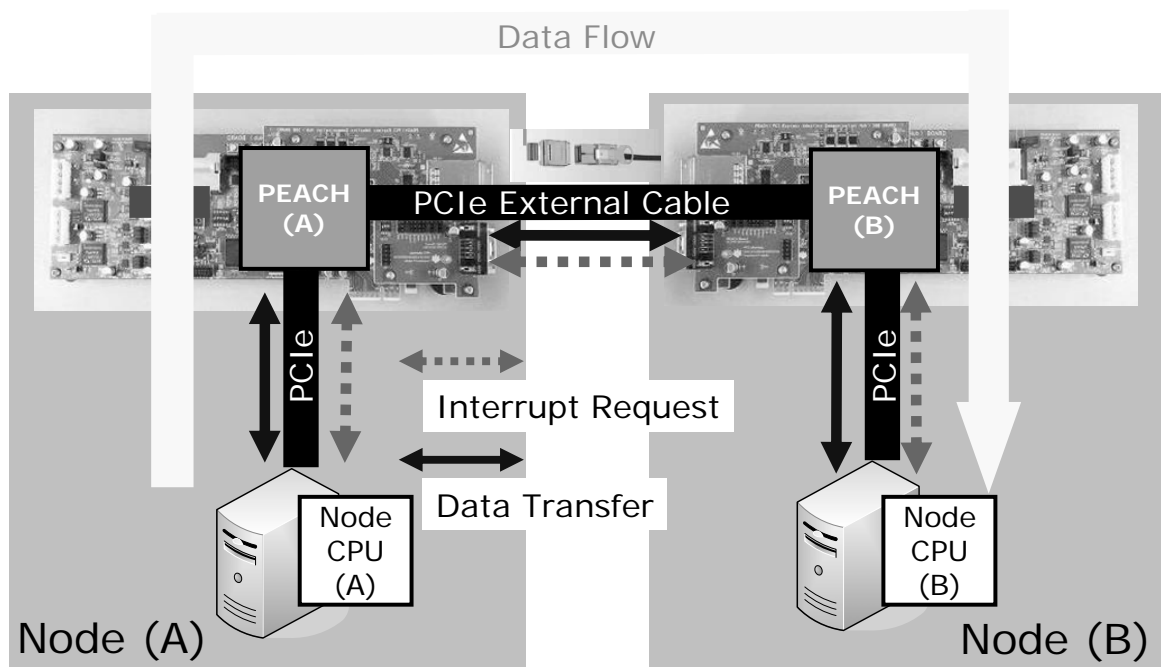 Data Flow
PEACH
(A)
PCIe External Cable
PEACH
(B)
PCIe
PCIe
Interrupt Request
Data Transfer
Node
CPU
(A)
Node
CPU
(B)
Node (A)
Node (B)